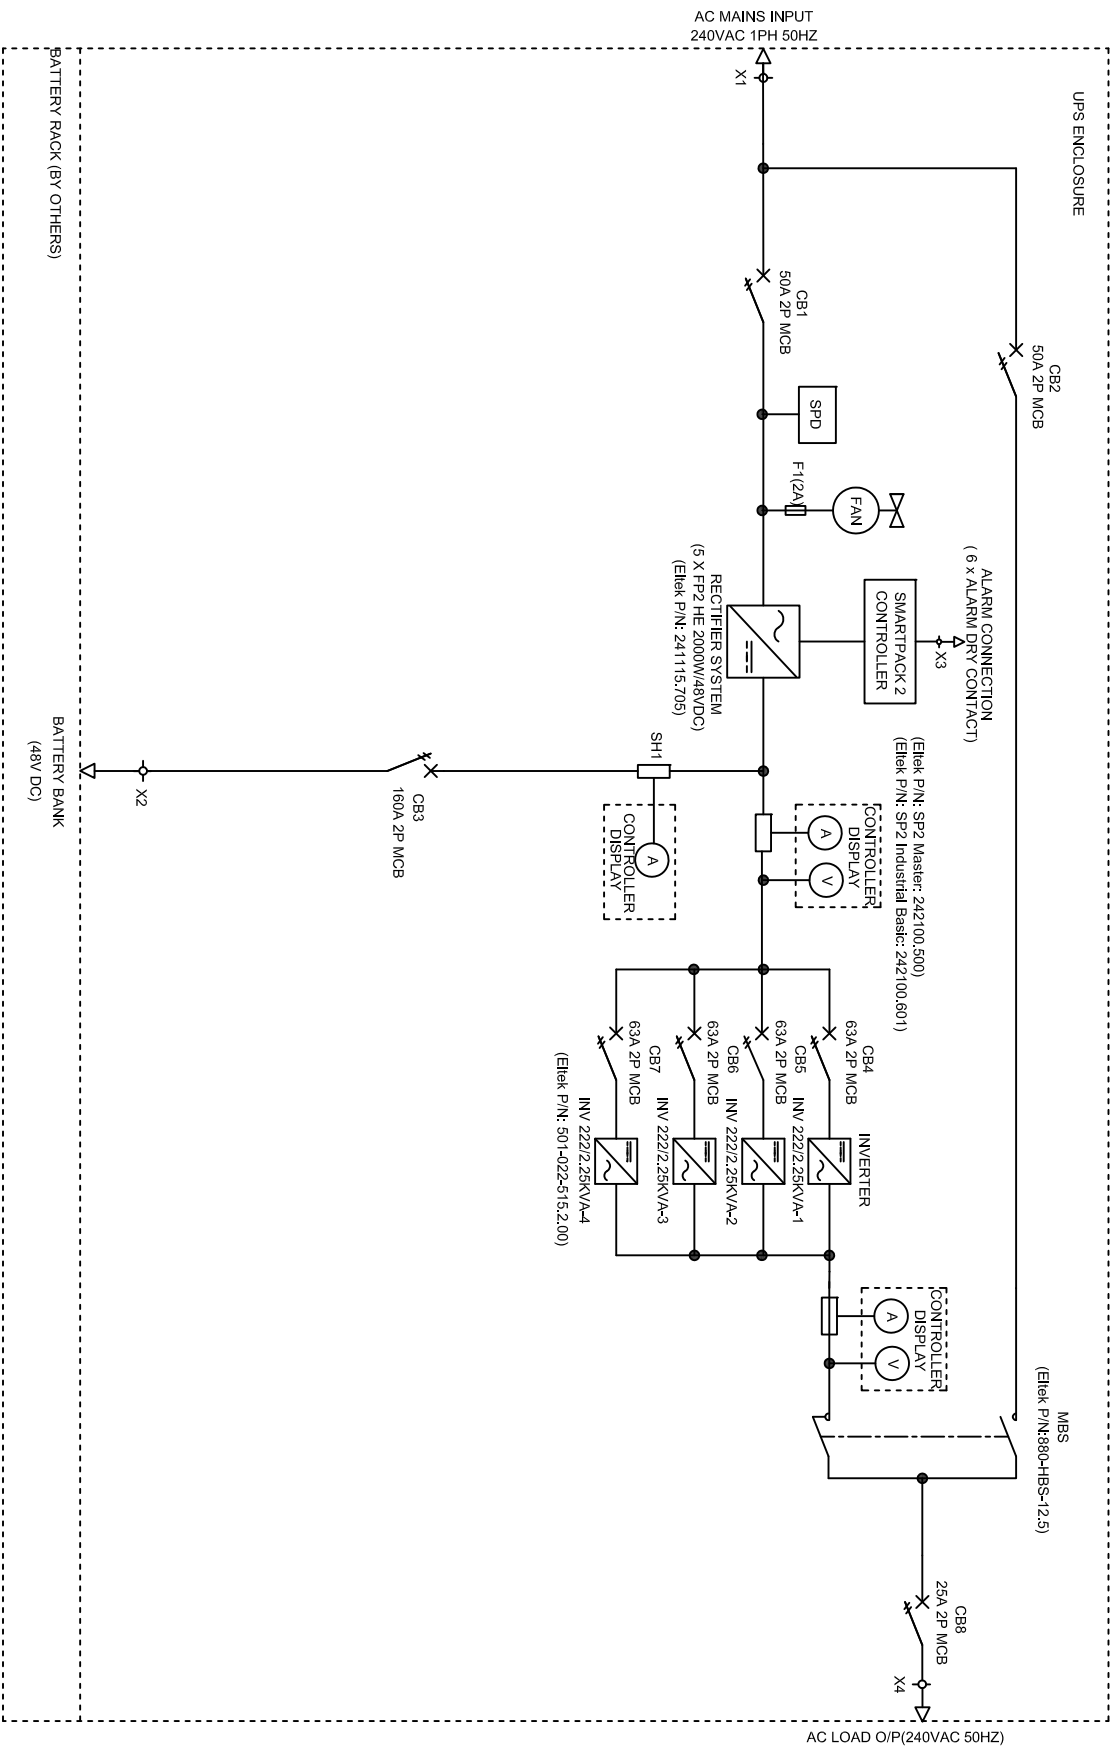 AC MAINS INPUT
240VAC 1PH 50HZ
X1
UPS ENCLOSURE
BATTERY RACK (BY OTHERS)
CB1
50A 2P MCB
CB2
50A 2P MCB
SPD
F1(2A)
FAN
ALARM CONNECTION
( 6 x ALARM DRY CONTACT)
X3
SMARTPACK 2
CONTROLLER
(Eltek P/N: SP2 Master: 242100.500)
(Eltek P/N: SP2 Industrial Basic: 242100.601)
RECTIFIER SYSTEM
(5 X FP2 HE 2000W/48VDC)
(Eltek P/N: 241115.705)
SH1
CONTROLLER
DISPLAY
A
V
CONTROLLER
DISPLAY
A
CB3
160A 2P MCB
X2
BATTERY BANK
(48V DC)
CB4
63A 2P MCB
CB5
63A 2P MCB
CB6
63A 2P MCB
CB7
63A 2P MCB
INVERTER
INV 222/2.25KVA-1
INV 222/2.25KVA-2
INV 222/2.25KVA-3
INV 222/2.25KVA-4
(Eltek P/N: 501-022-515.2.00)
CONTROLLER
DISPLAY
A
V
MBS
(Eltek P/N:880-HBS-12.5)
CB8
25A 2P MCB
X4
AC LOAD O/P(240VAC 50HZ)